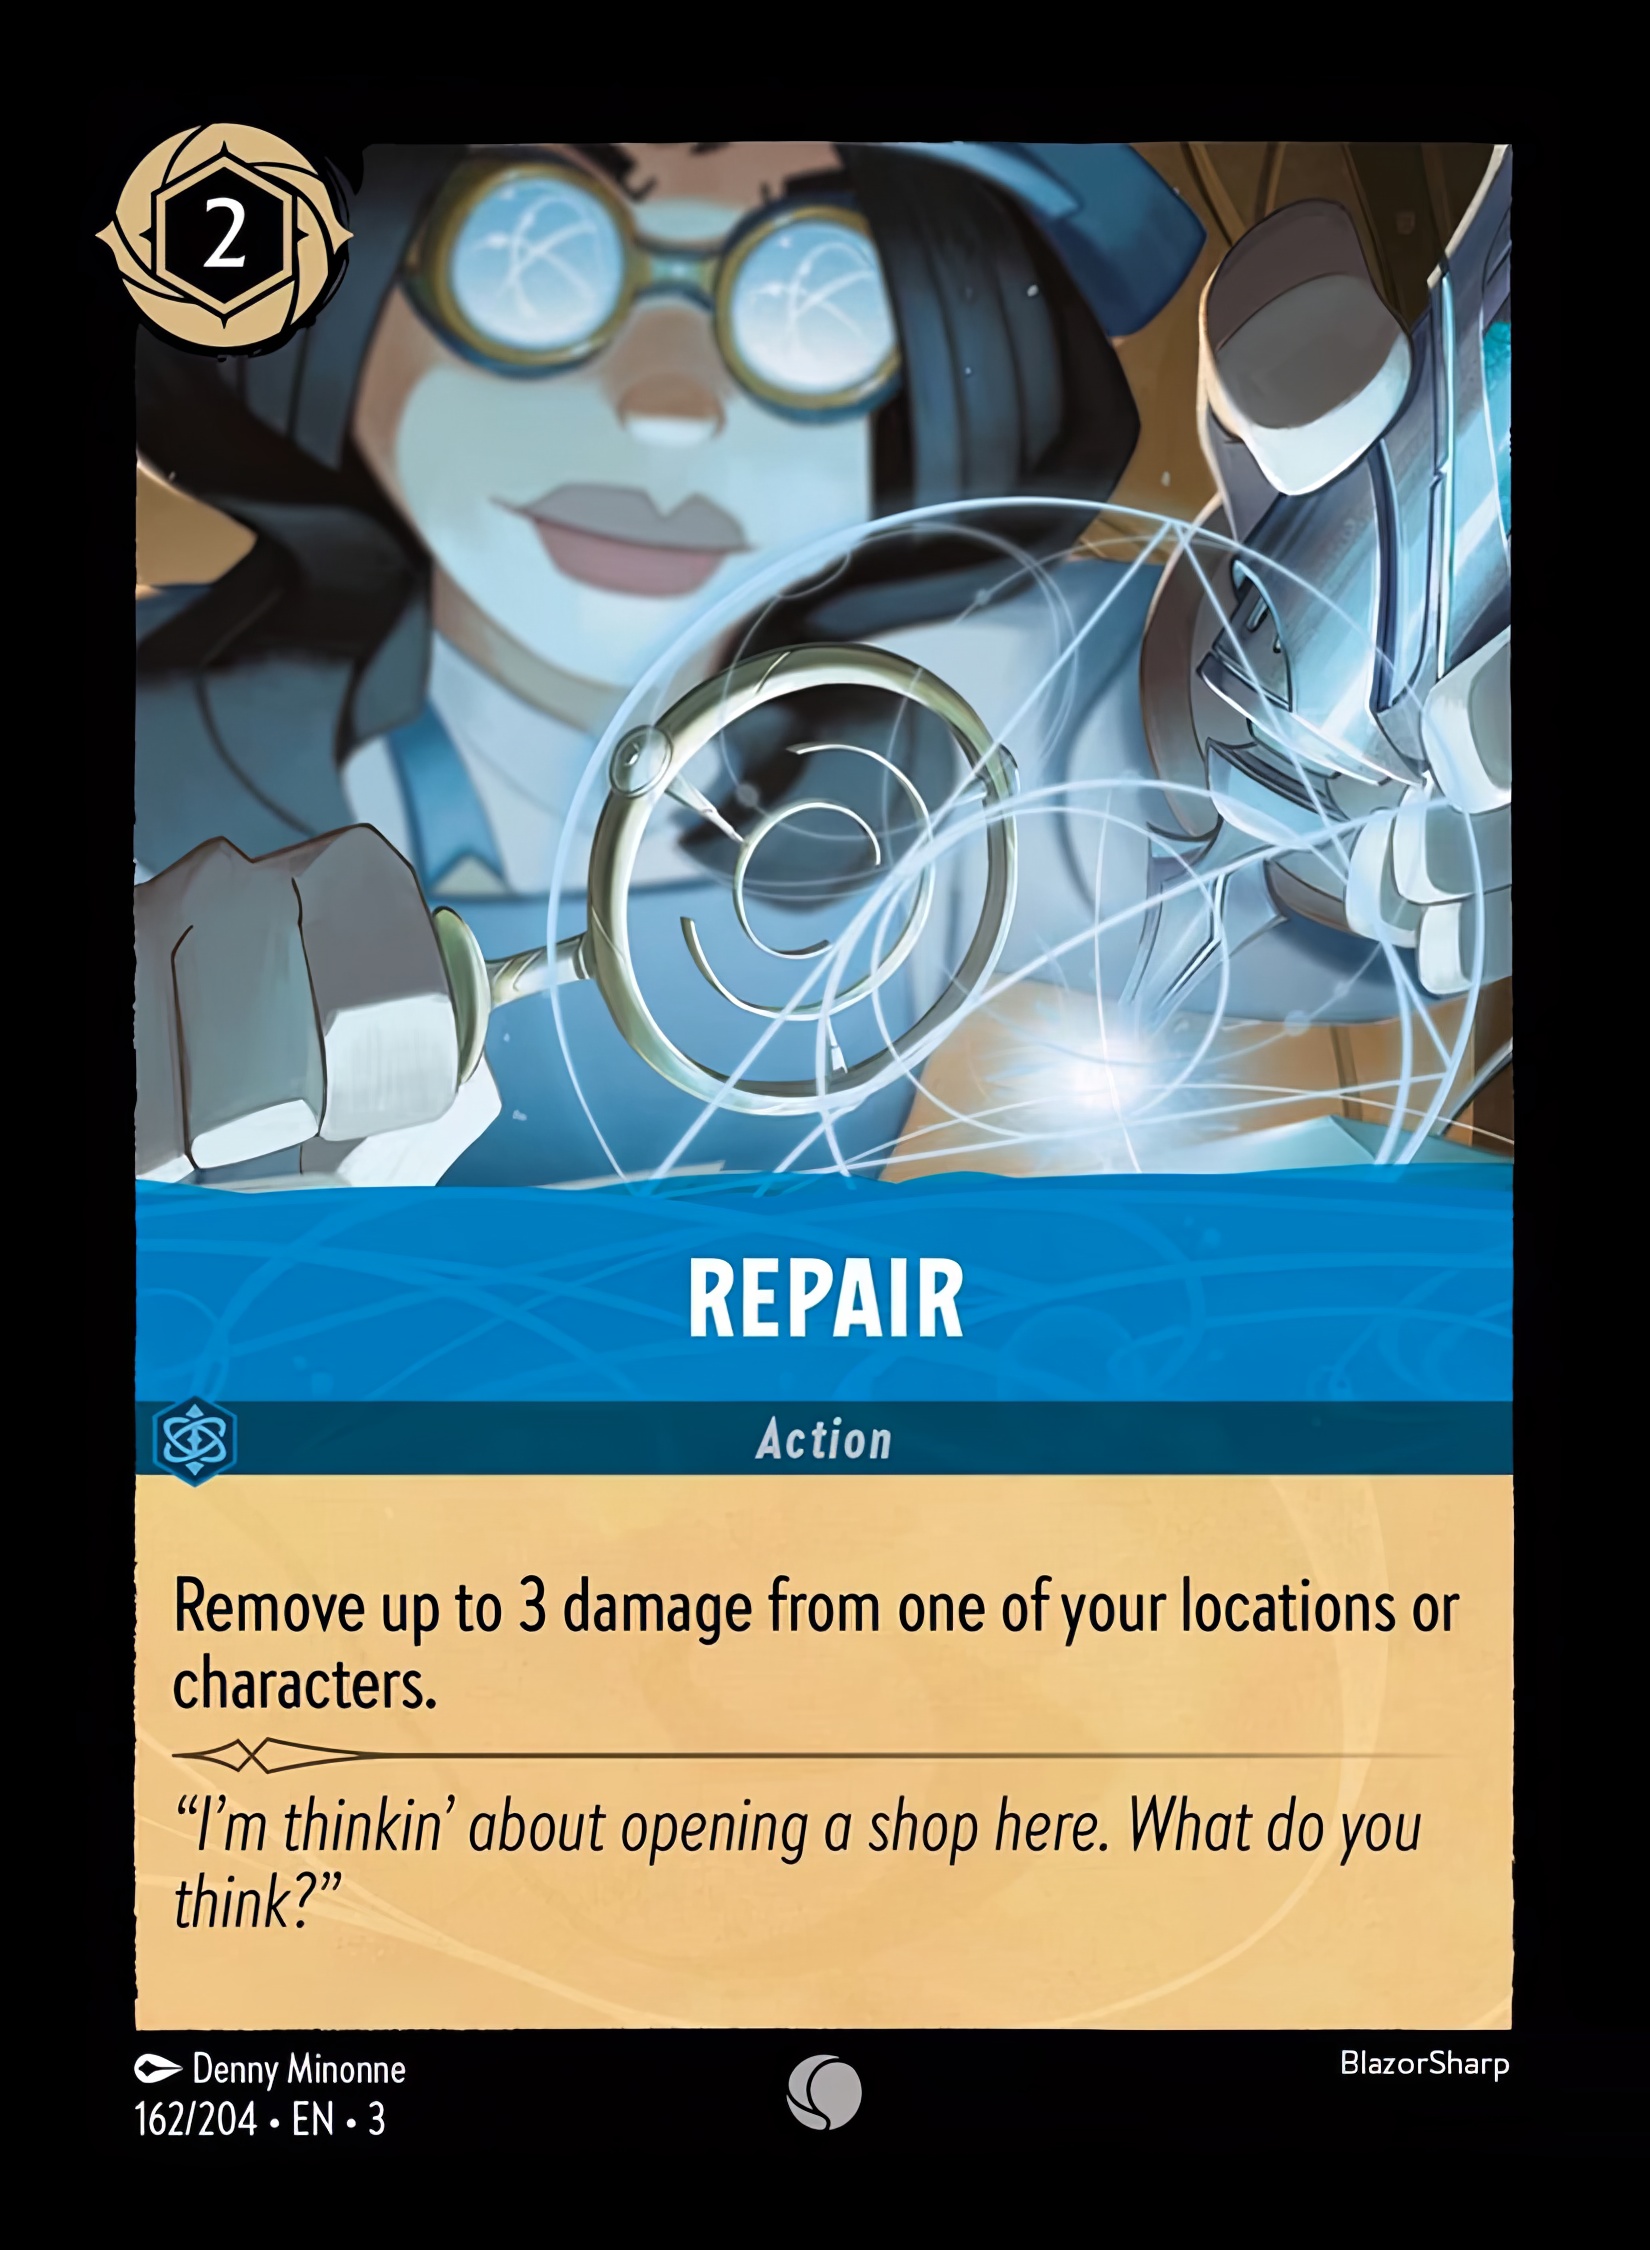 2
REPAIR
Action
Remove up to 3 damage from one of your locations or
characters.
“I’m thinkin’ about opening a shop here. What do you
think?”
Denny Minonne
BlazorSharp
162/204 • EN • 3